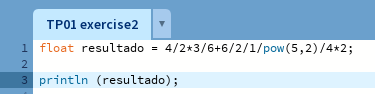 TP01 exercise2 ▼
1 float resultado = 4/2*3/6+6/2/1/pow(5,2)/4*2;
2
3 println (resultado);